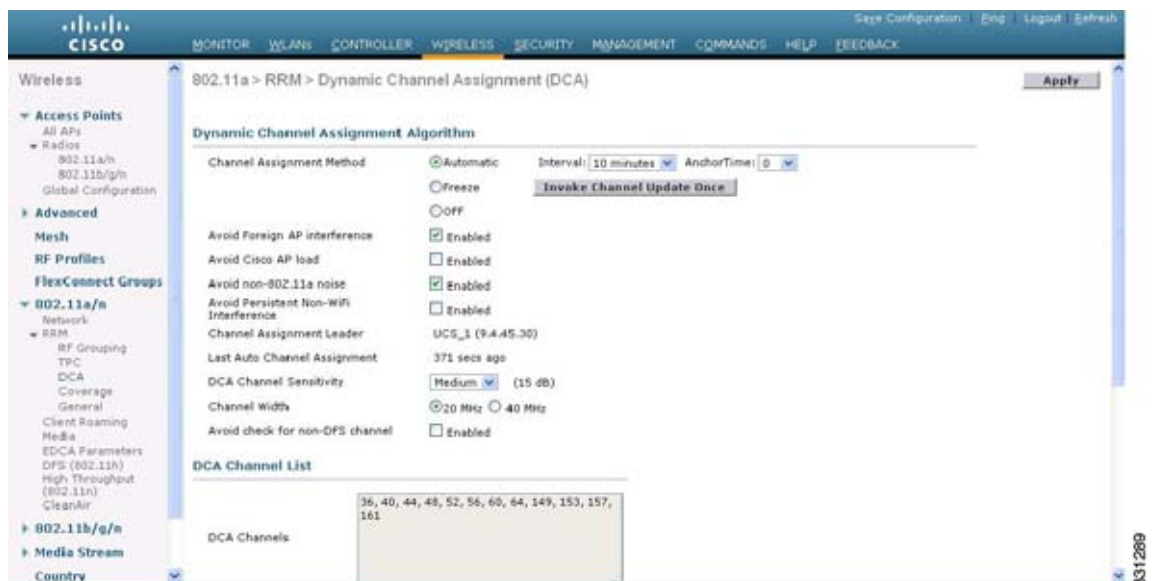 Save Configuration Ping Logout Refresh
CISCO
MONITOR WLANs CONTROLLER WIRELESS SECURITY MANAGEMENT COMMANDS HELP FEEDBACK
Wireless
Access Points
All APs
Radios
802.11a/n
802.11b/g/n
Global Configuration
Advanced
Mesh
RF Profiles
FlexConnect Groups
802.11a/n
Network
RRM
RF Grouping
TPC
DCA
Coverage
General
Client Roaming
Media
EDCA Parameters
DFS (802.11h)
High Throughput
(802.11n)
CleanAir
802.11b/g/n
Media Stream
Country
802.11a > RRM > Dynamic Channel Assignment (DCA)
Apply
Dynamic Channel Assignment Algorithm
Channel Assignment Method Automatic Interval: 10 minutes AnchorTime: 0
Freeze Invoke Channel Update Once
OFF
Avoid Foreign AP interference Enabled
Avoid Cisco AP load Enabled
Avoid non-802.11a noise Enabled
Avoid Persistent Non-WiFi
Interference Enabled
Channel Assignment Leader UCS_1 (9.4.45.30)
Last Auto Channel Assignment 371 secs ago
DCA Channel Sensitivity Medium (15 dB)
Channel Width 20 MHz 40 MHz
Avoid check for non-DFS channel Enabled
DCA Channel List
DCA Channels
36, 40, 44, 48, 52, 56, 60, 64, 149, 153, 157,
161
331289